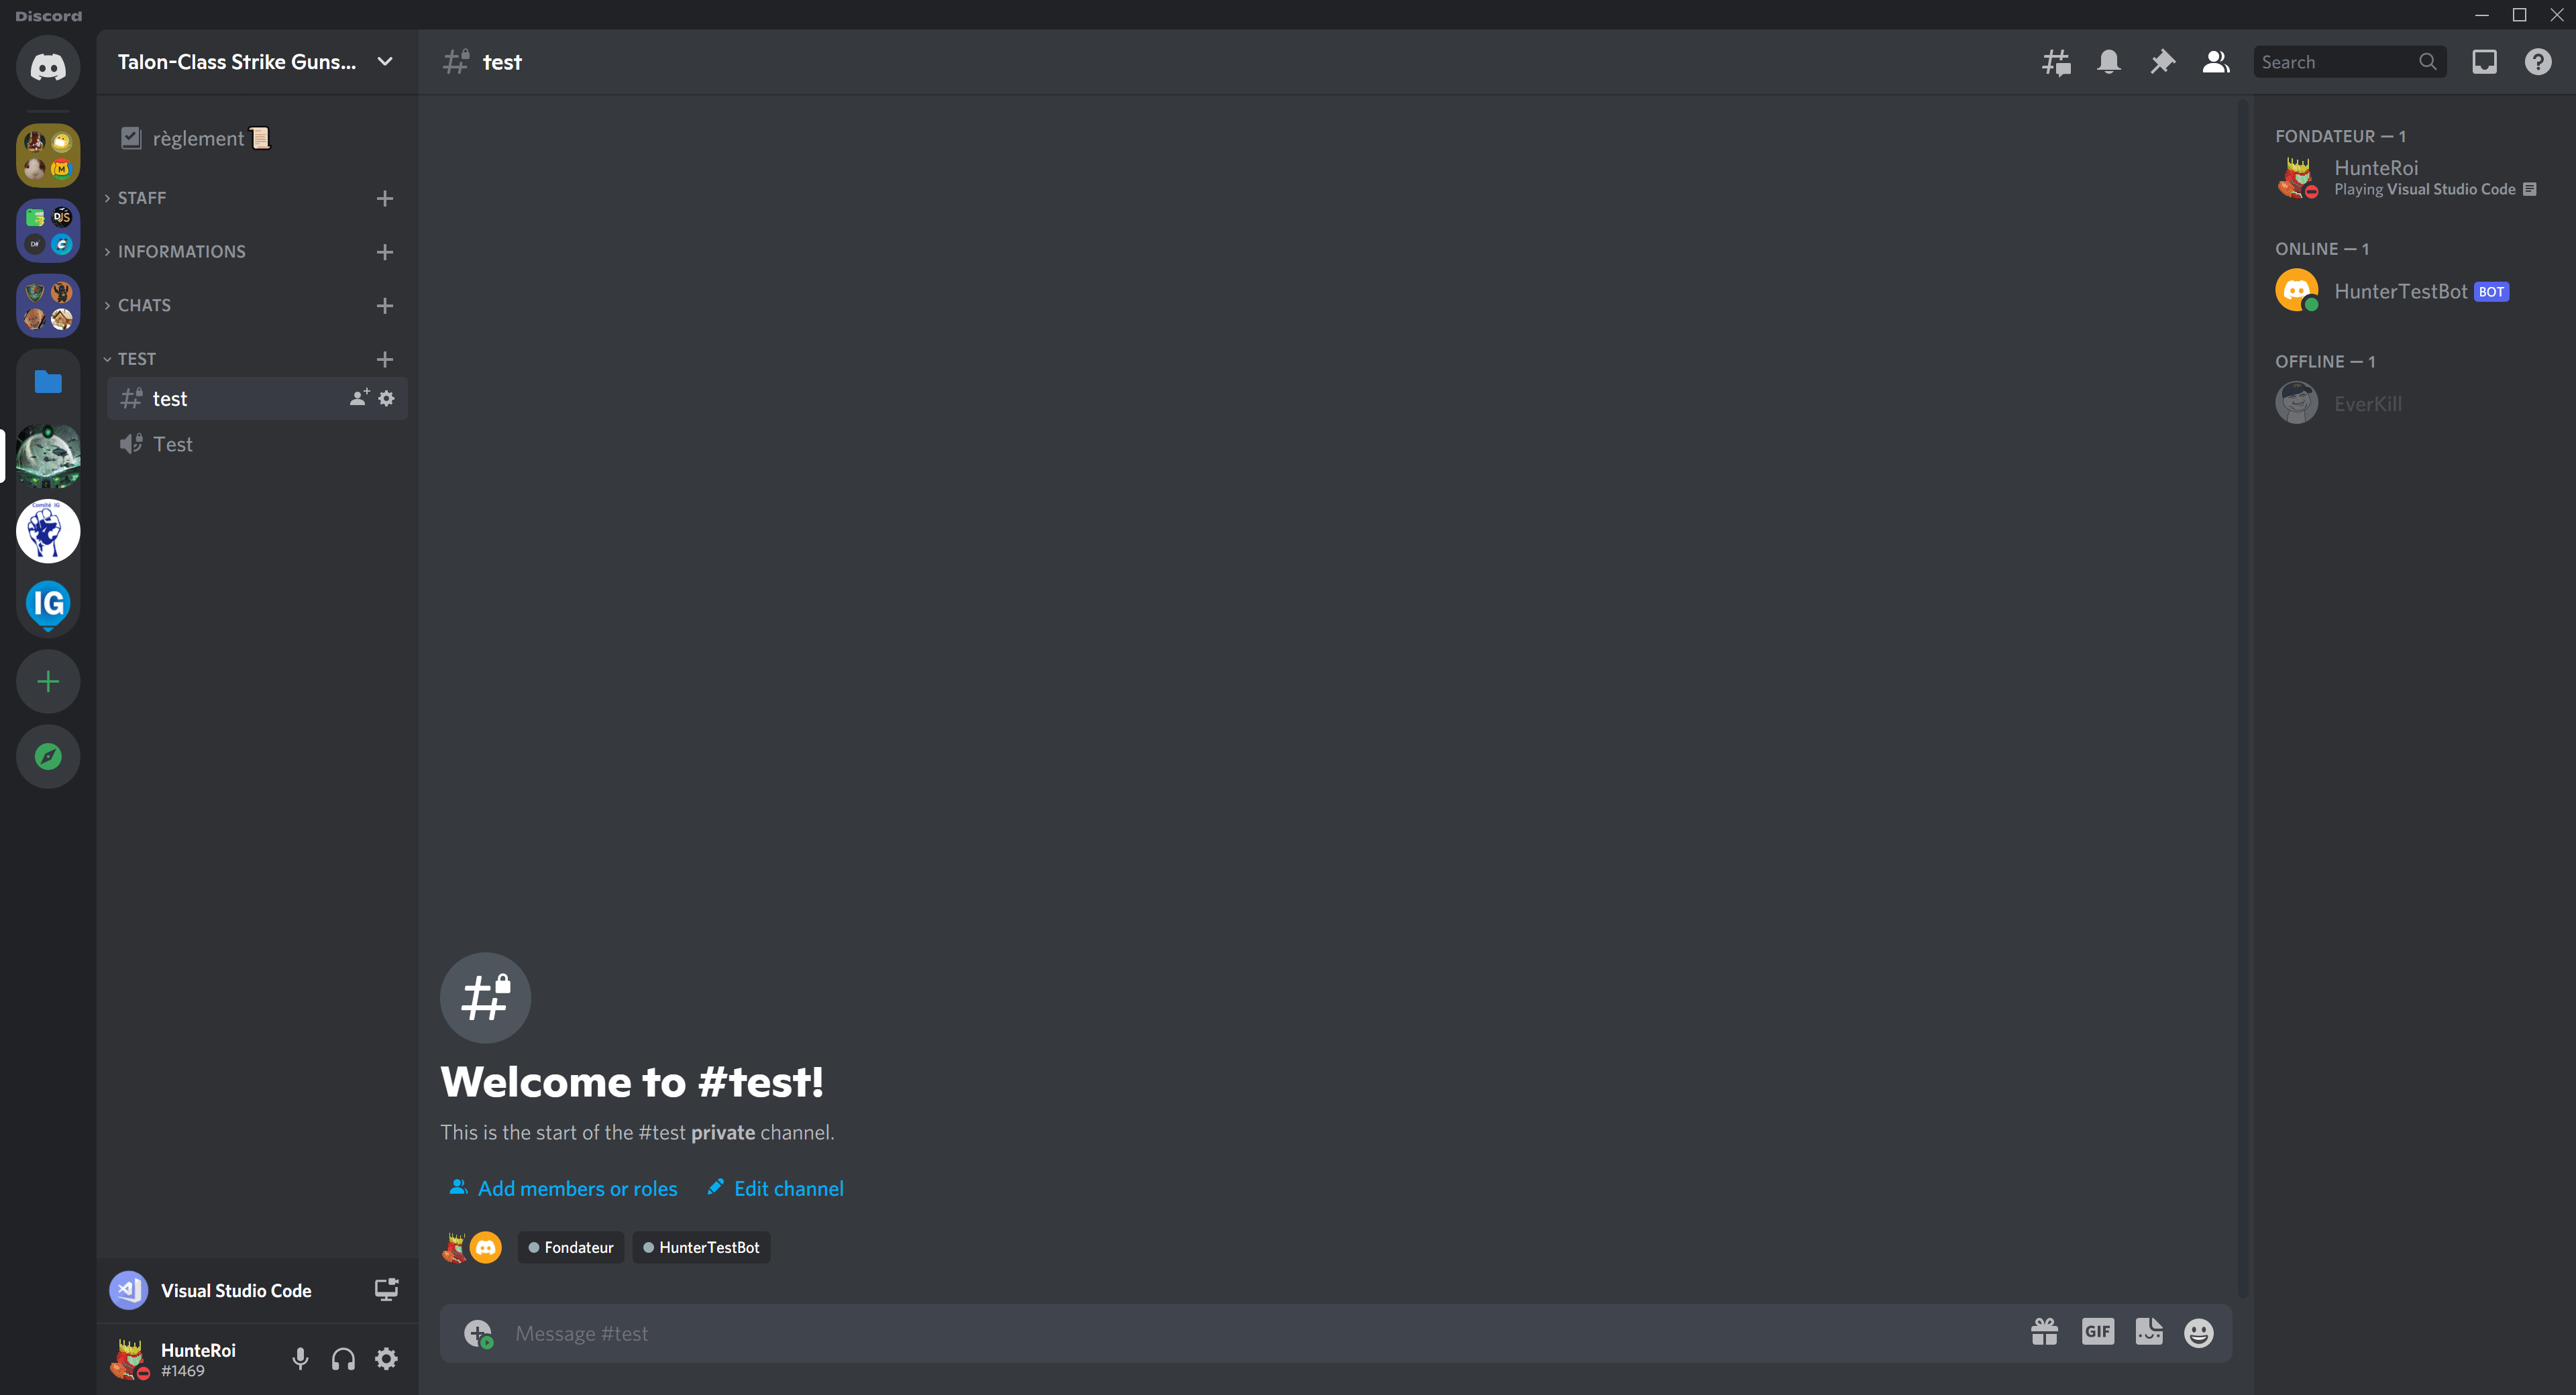 Discord
Talon-Class Strike Guns...
test
Search
règlement
STAFF
INFORMATIONS
CHATS
TEST
test
Test
Comité IG
IG
Welcome to #test!
This is the start of the #test private channel.
Add members or roles
Edit channel
Fondateur
HunterTestBot
Message #test
GIF
Visual Studio Code
HunteRoi
#1469
FONDATEUR — 1
HunteRoi
Playing Visual Studio Code
ONLINE — 1
HunterTestBot BOT
OFFLINE — 1
EverKill